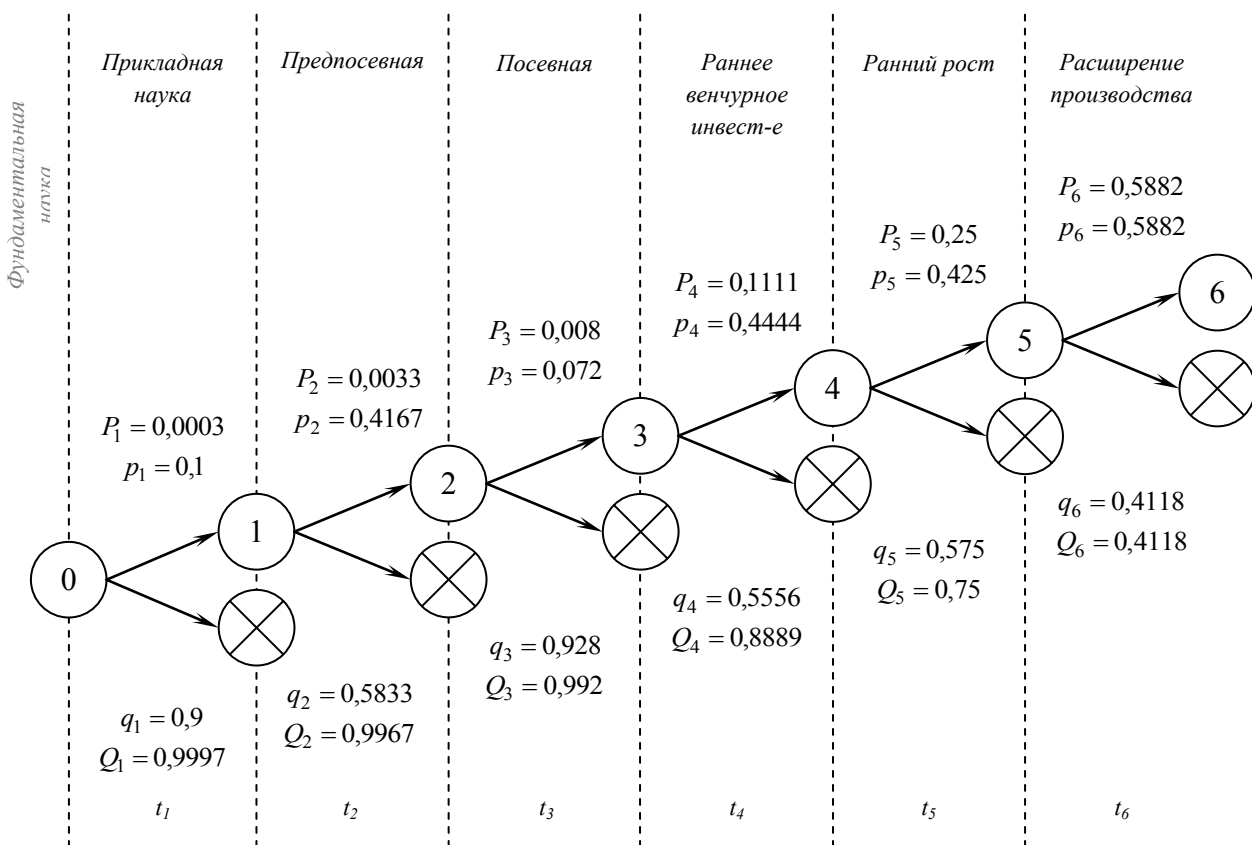 Фундаментальная
наука
Прикладная
наука
Предпосевная
Посевная
Раннее
венчурное
инвест-е
Ранний рост
Расширение
производства
P₆ = 0,5882
p₆ = 0,5882
P₅ = 0,25
p₅ = 0,425
P₄ = 0,1111
p₄ = 0,4444
P₃ = 0,008
p₃ = 0,072
P₂ = 0,0033
p₂ = 0,4167
P₁ = 0,0003
p₁ = 0,1
0
1
2
3
4
5
6
q₁ = 0,9
Q₁ = 0,9997
q₂ = 0,5833
Q₂ = 0,9967
q₃ = 0,928
Q₃ = 0,992
q₄ = 0,5556
Q₄ = 0,8889
q₅ = 0,575
Q₅ = 0,75
q₆ = 0,4118
Q₆ = 0,4118
t₁
t₂
t₃
t₄
t₅
t₆